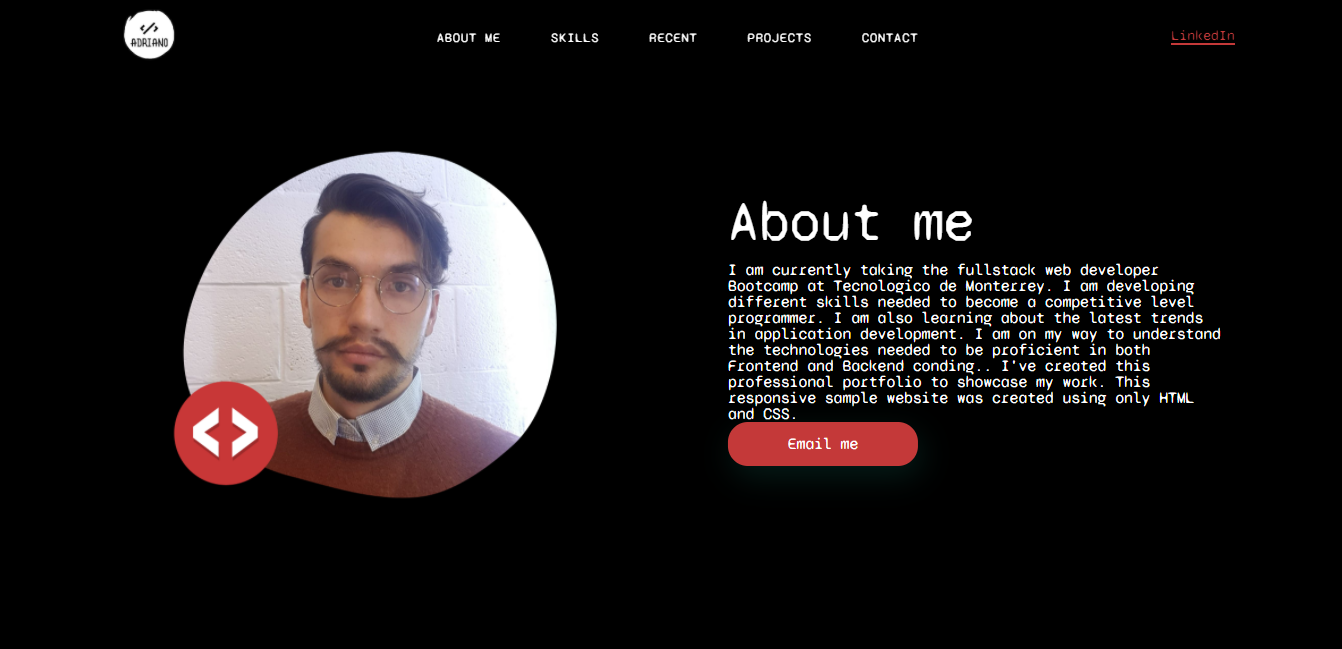 </>
ADRIANO
ABOUT ME
SKILLS
RECENT
PROJECTS
CONTACT
LinkedIn
About me
I am currently taking the fullstack web developer
Bootcamp at Tecnologico de Monterrey. I am developing
different skills needed to become a competitive level
programmer. I am also learning about the latest trends
in application development. I am on my way to understand
the technologies needed to be proficient in both
Frontend and Backend conding.. I've created this
professional portfolio to showcase my work. This
responsive sample website was created using only HTML
and CSS.
Email me
<>